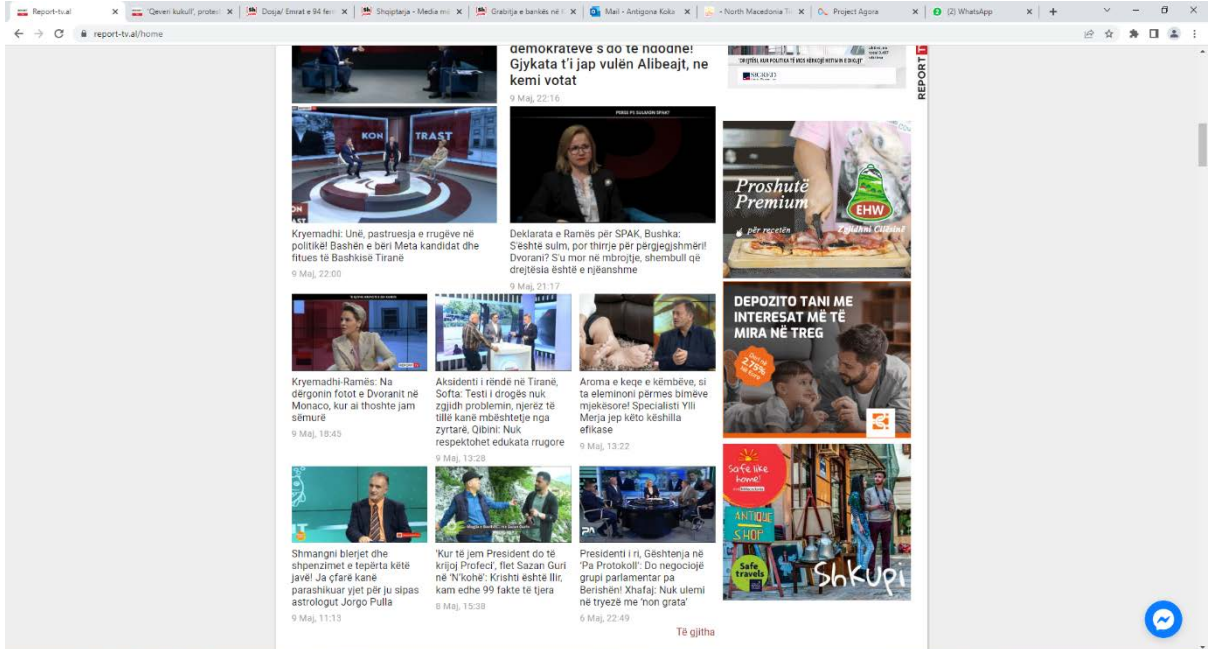 Report-tv.al
'Qeveri kukull', protest
Dosja/ Emrat e 94 fem
Shqiptarja - Media më
Grabitja e bankës në f
Mail - Antigona Koka
- North Macedonia Ti
Project Agora
(2) WhatsApp
report-tv.al/home
demokratëve s'do të ndodhë!
Gjykata t'i jap vulën Alibeajt, ne
kemi votat
9 Maj, 22:16
KON TRAST
Kryemadhi: Unë, pastruesja e rrugëve në
politikë! Bashën e bëri Meta kandidat dhe
fitues të Bashkisë Tiranë
9 Maj, 22:00
Deklarata e Ramës për SPAK, Bushka:
S'është sulm, por thirrje për përgjegjshmëri!
Dvorani? S'u mor në mbrojtje, shembull që
drejtësia është e njëanshme
9 Maj, 21:17
Kryemadhi-Ramës: Na
dërgonin fotot e Dvoranit në
Monaco, kur ai thoshte jam
sëmurë
9 Maj, 18:45
Aksidenti i rëndë në Tiranë,
Softa: Testi i drogës nuk
zgjidh problemin, njerëz të
tillë kanë mbështetje nga
zyrtarë, Qibini: Nuk
respektohet edukata rrugore
9 Maj, 13:28
Aroma e keqe e këmbëve, si
ta eleminoni përmes bimëve
mjekësore! Specialisti Ylli
Merja jep këto këshilla
efikase
9 Maj, 13:22
Shmangni blerjet dhe
shpenzimet e tepërta këtë
javë! Ja çfarë kanë
parashikuar yjet për ju sipas
astrologut Jorgo Pulla
9 Maj, 11:13
'Kur të jem President do të
krijoj Profeci', flet Sazan Guri
në 'N'kohë': Krishti është Ilir,
kam edhe 99 fakte të tjera
8 Maj, 15:38
PA
Presidenti i ri, Gështenja në
'Pa Protokoll': Do negociojë
grupi parlamentar pa
Berishën! Xhafaj: Nuk ulemi
në tryezë me 'non grata'
6 Maj, 22:49
Të gjitha
REPORT T
Proshutë
Premium
për recetën
EHW
Zgjidhni Cilësinë
DEPOZITO TANI ME
INTERESAT MË TË
MIRA NË TREG
Deri në
2.75%
në Euro
Safe like
home!
ANTIQUE
SHOP
Safe
travels
Shkupi